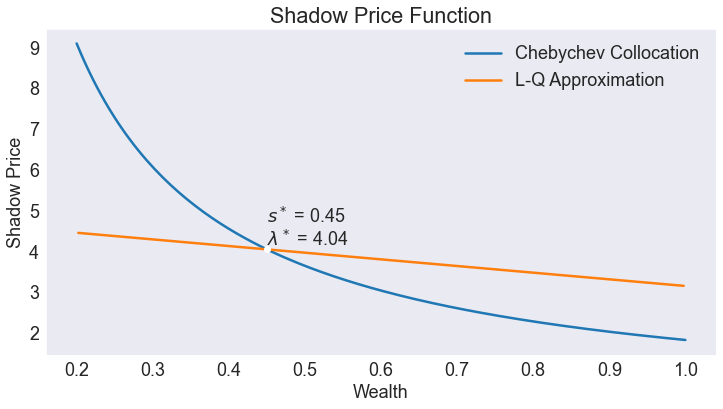 Shadow Price Function
Chebychev Collocation
L-Q Approximation
Shadow Price
9
8
7
6
5
4
3
2
s* = 0.45
λ* = 4.04
0.2 0.3 0.4 0.5 0.6 0.7 0.8 0.9 1.0
Wealth